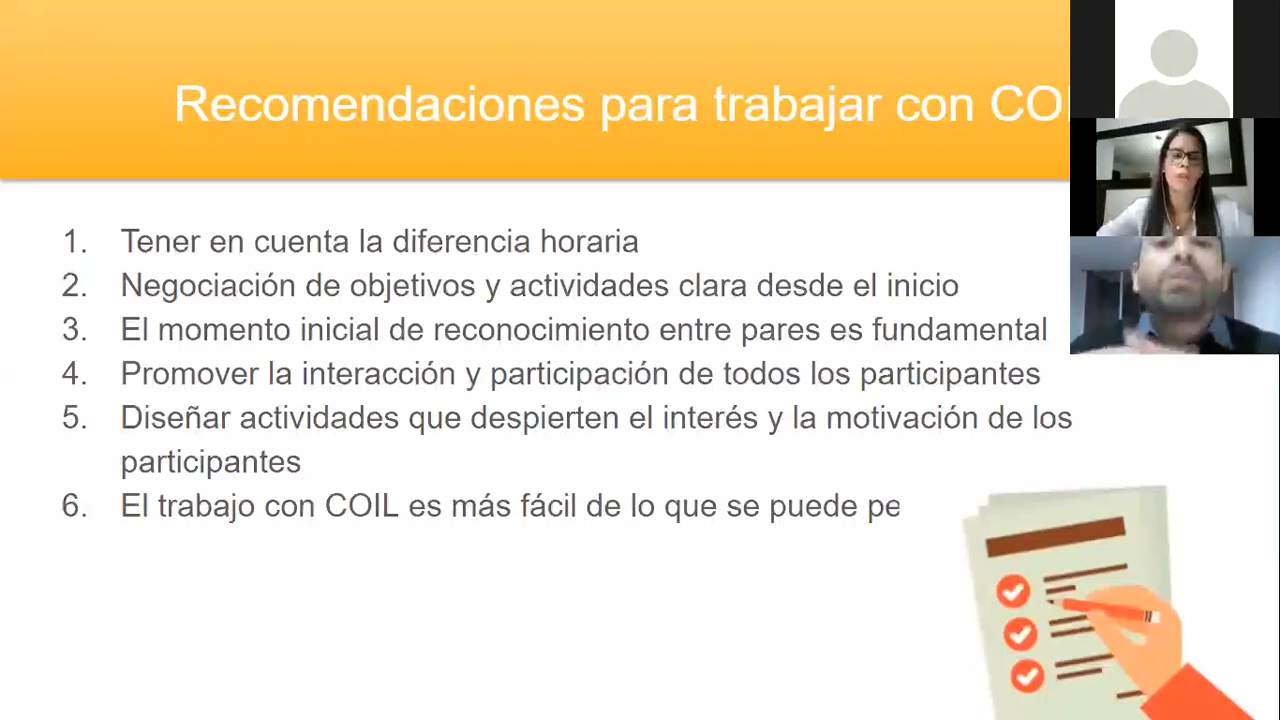 Recomendaciones para trabajar con COI
1. Tener en cuenta la diferencia horaria
2. Negociación de objetivos y actividades clara desde el inicio
3. El momento inicial de reconocimiento entre pares es fundamental
4. Promover la interacción y participación de todos los participantes
5. Diseñar actividades que despierten el interés y la motivación de los
participantes
6. El trabajo con COIL es más fácil de lo que se puede pe